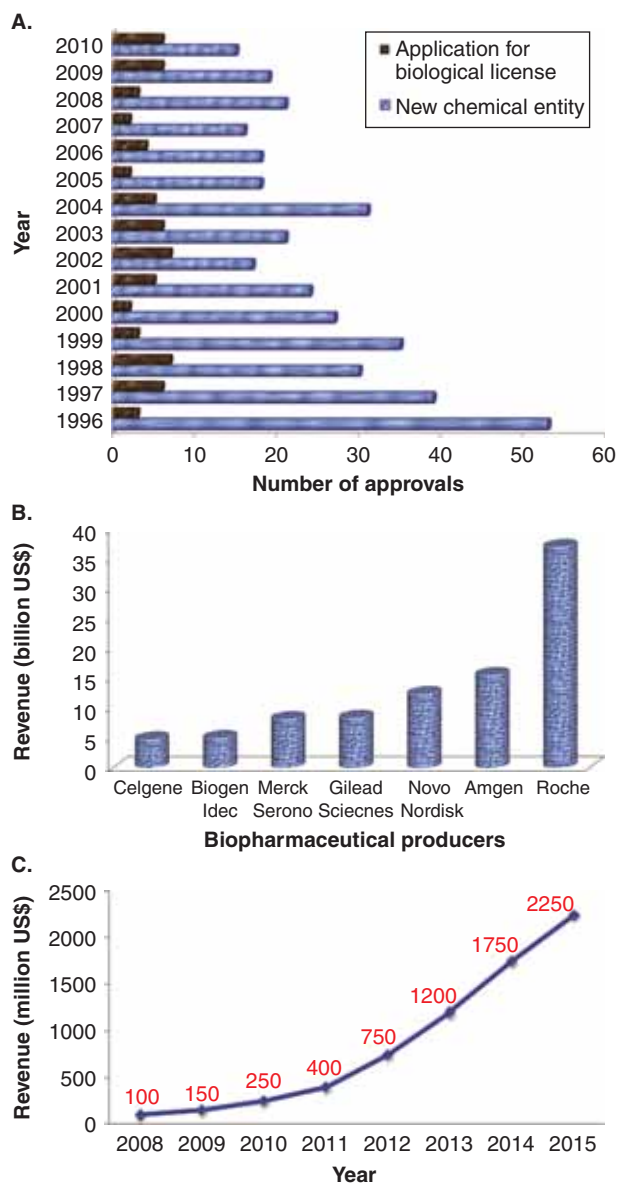 A.
2010
2009
2008
2007
2006
2005
2004
2003
2002
2001
2000
1999
1998
1997
1996
Year
Application for
biological license
New chemical entity
0 10 20 30 40 50 60
Number of approvals
B.
40
35
30
25
20
15
10
5
0
Revenue (billion US$)
Celgene Biogen Merck Gilead Novo Amgen Roche
Idec Serono Sciecnes Nordisk
Biopharmaceutical producers
C.
2500
2000
1500
1000
500
0
Revenue (million US$)
100 150 250 400 750 1200 1750 2250
2008 2009 2010 2011 2012 2013 2014 2015
Year